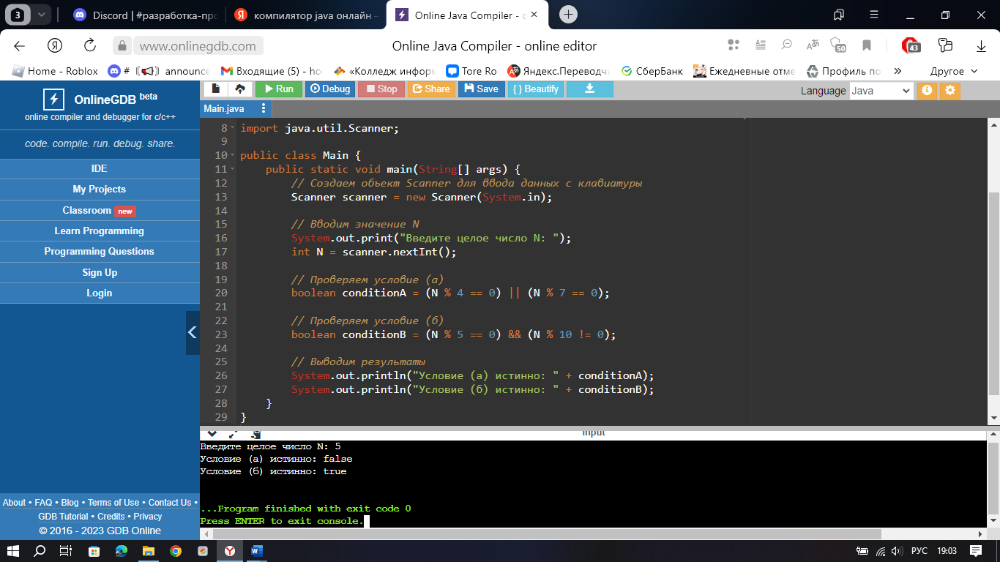 3
Discord | #разработка-про
компилятор java онлайн –
Online Java Compiler - o
www.onlinegdb.com
Online Java Compiler - online editor
50
43
Home - Roblox
# 〘📢〙 announce
Входящие (5) - ho
«Колледж информ
Tore Ro
Яндекс.Переводч
СберБанк
Ежедневные отме
Профиль по
»
Другое
OnlineGDB beta
online compiler and debugger for c/c++
code. compile. run. debug. share.
IDE
My Projects
Classroom new
Learn Programming
Programming Questions
Sign Up
Login
About • FAQ • Blog • Terms of Use • Contact Us •
GDB Tutorial • Credits • Privacy
© 2016 - 2023 GDB Online
Run
Debug
Stop
Share
Save
{ } Beautify
Language Java
Main.java
8 import java.util.Scanner;
9
10 public class Main {
11 public static void main(String[] args) {
12 // Создаем объект Scanner для ввода данных с клавиатуры
13 Scanner scanner = new Scanner(System.in);
14
15 // Вводим значение N
16 System.out.print("Введите целое число N: ");
17 int N = scanner.nextInt();
18
19 // Проверяем условие (а)
20 boolean conditionA = (N % 4 == 0) || (N % 7 == 0);
21
22 // Проверяем условие (б)
23 boolean conditionB = (N % 5 == 0) && (N % 10 != 0);
24
25 // Выводим результаты
26 System.out.println("Условие (а) истинно: " + conditionA);
27 System.out.println("Условие (б) истинно: " + conditionB);
28 }
29 }
input
Введите целое число N: 5
Условие (а) истинно: false
Условие (б) истинно: true
...Program finished with exit code 0
Press ENTER to exit console.
РУС
19:03